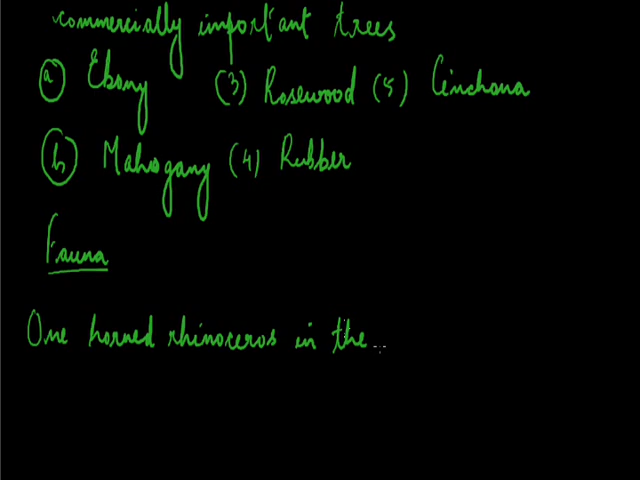 commercially important trees
(a) Ebony (3) Rosewood (5) Cinchona
(b) Mahogany (4) Rubber
Fauna
One horned rhinoceros in the